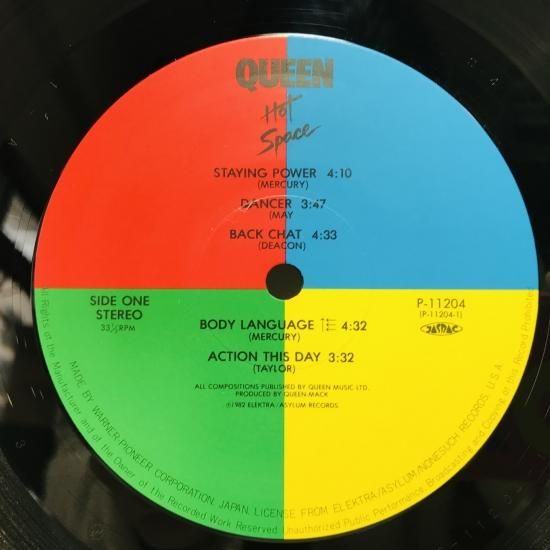 QUEEN
Hot
Space
STAYING POWER 4:10
(MERCURY)
DANCER 3:47
(MAY
BACK CHAT 4:33
(DEACON)
SIDE ONE
STEREO
33⅓RPM
P-11204
(P-11204-1)
JASRAC
BODY LANGUAGE 4:32
(MERCURY)
ACTION THIS DAY 3:32
(TAYLOR)
ALL COMPOSITIONS PUBLISHED BY QUEEN MUSIC LTD.
PRODUCED BY QUEEN·MACK
℗1982 ELEKTRA/ASYLUM RECORDS
MADE BY WARNER-PIONEER CORPORATION, JAPAN. LICENSE FROM ELEKTRA/ASYLUM/NONESUCH RECORDS, U.S.A
All Rights of the Manufacturer and of the Owner of the Recorded Work Reserved Unauthorized Public Performance, Broadcasting and Copying of this Record Prohibited